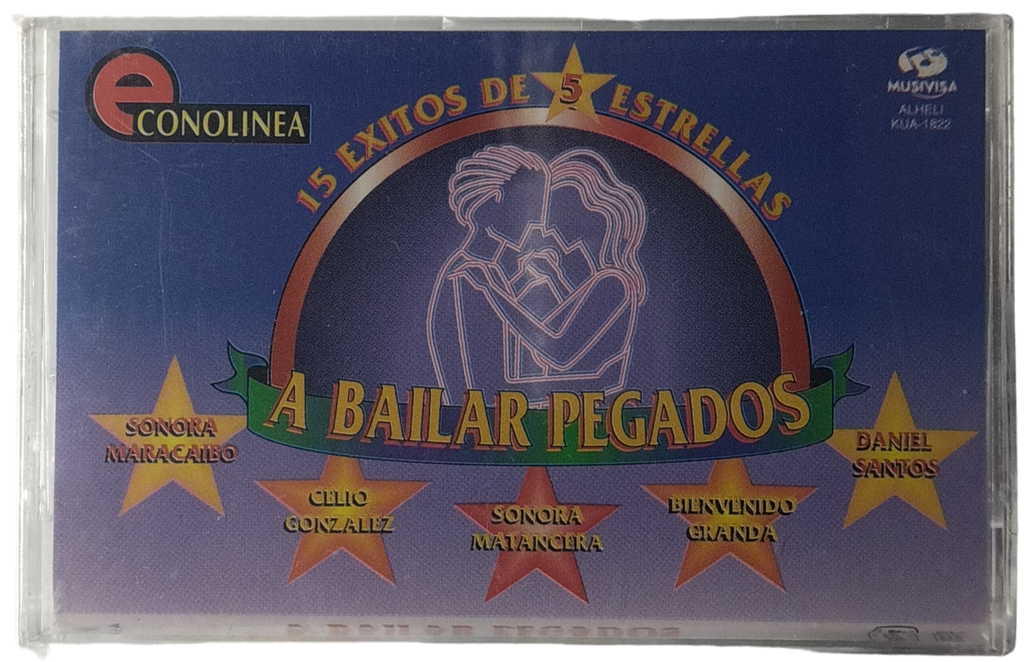 eCONOLINEA
15 EXITOS DE 5 ESTRELLAS
MUSIVISA
ALHELI
KUA-1822
A BAILAR PEGADOS
SONORA
MARACAIBO
CELIO
GONZALEZ
SONORA
MATANCERA
BIENVENIDO
GRANDA
DANIEL
SANTOS
A BAILAR PEGADOS